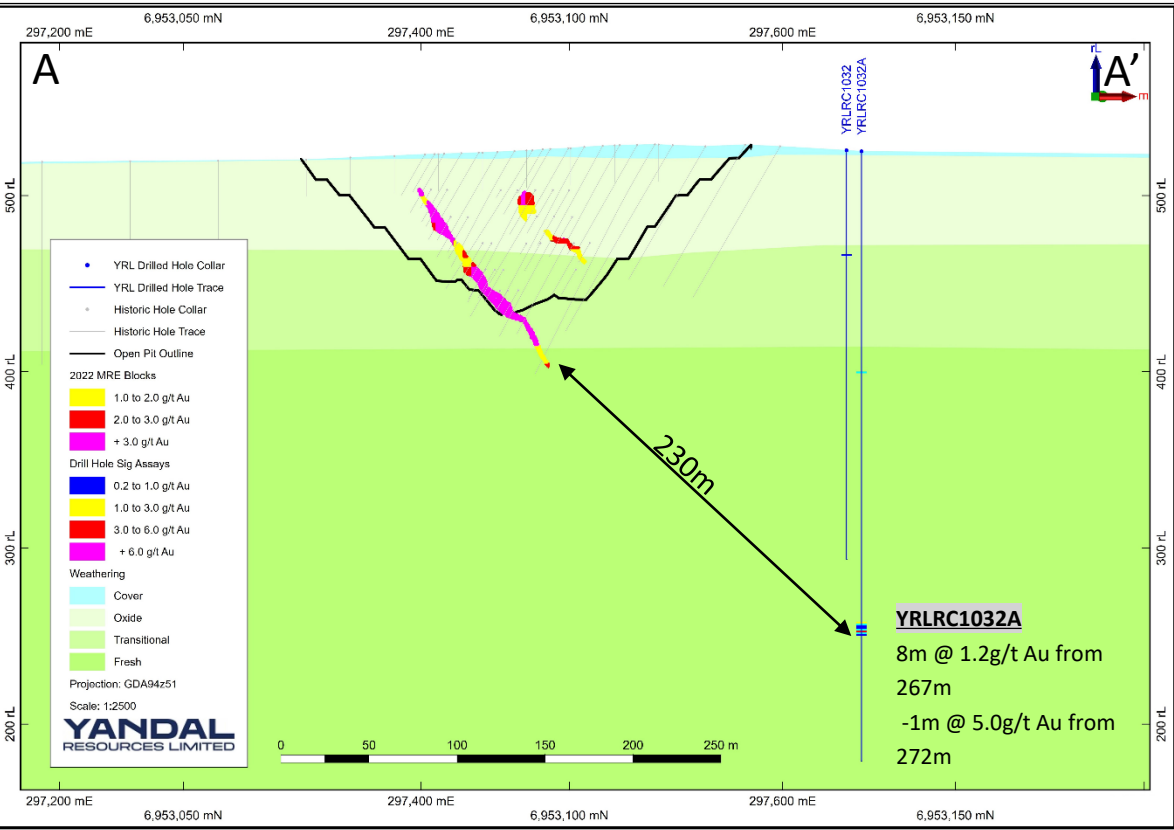 6,953,050 mN 6,953,100 mN 6,953,150 mN
297,200 mE 297,400 mE 297,600 mE
A
A'
rL
m
YRLRC1032
YRLRC1032A
500 rL
400 rL
300 rL
200 rL
500 rL
400 rL
300 rL
200 rL
YRL Drilled Hole Collar
YRL Drilled Hole Trace
Historic Hole Collar
Historic Hole Trace
Open Pit Outline
2022 MRE Blocks
1.0 to 2.0 g/t Au
2.0 to 3.0 g/t Au
+ 3.0 g/t Au
Drill Hole Sig Assays
0.2 to 1.0 g/t Au
1.0 to 3.0 g/t Au
3.0 to 6.0 g/t Au
+ 6.0 g/t Au
Weathering
Cover
Oxide
Transitional
Fresh
Projection: GDA94z51
Scale: 1:2500
YANDAL
RESOURCES LIMITED
230m
YRLRC1032A
8m @ 1.2g/t Au from
267m
-1m @ 5.0g/t Au from
272m
0 50 100 150 200 250 m
297,200 mE 297,400 mE 297,600 mE
6,953,050 mN 6,953,100 mN 6,953,150 mN